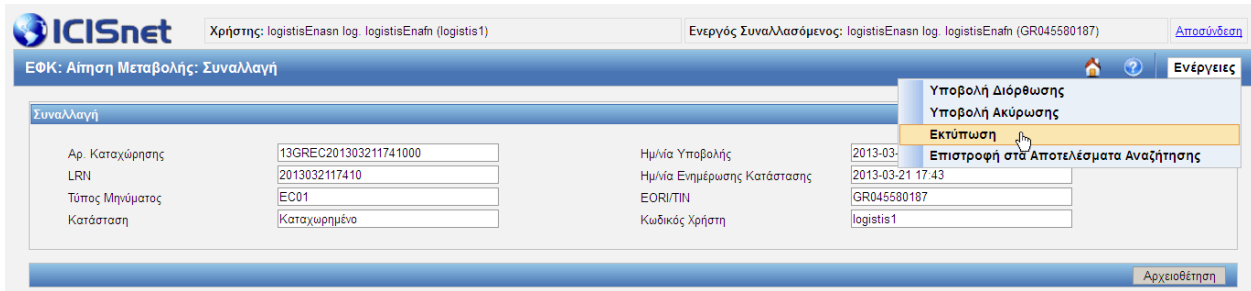 ICISnet Χρήστης: logistisEnasn log. logistisEnafn (logistis1) Ενεργός Συναλλασόμενος: logistisEnasn log. logistisEnafn (GR045580187) Αποσύνδεση
ΕΦΚ: Αίτηση Μεταβολής: Συναλλαγή Ενέργειες
Υποβολή Διόρθωσης
Συναλλαγή Υποβολή Ακύρωσης
Εκτύπωση
Αρ. Καταχώρησης 13GREC201303211741000 Ημ/νία Υποβολής 2013-03- Επιστροφή στα Αποτελέσματα Αναζήτησης
LRN 2013032117410 Ημ/νία Ενημέρωσης Κατάστασης 2013-03-21 17:43
Τύπος Μηνύματος EC01 EORI/TIN GR045580187
Κατάσταση Καταχωρημένο Κωδικός Χρήστη logistis1
Αρχειοθέτηση